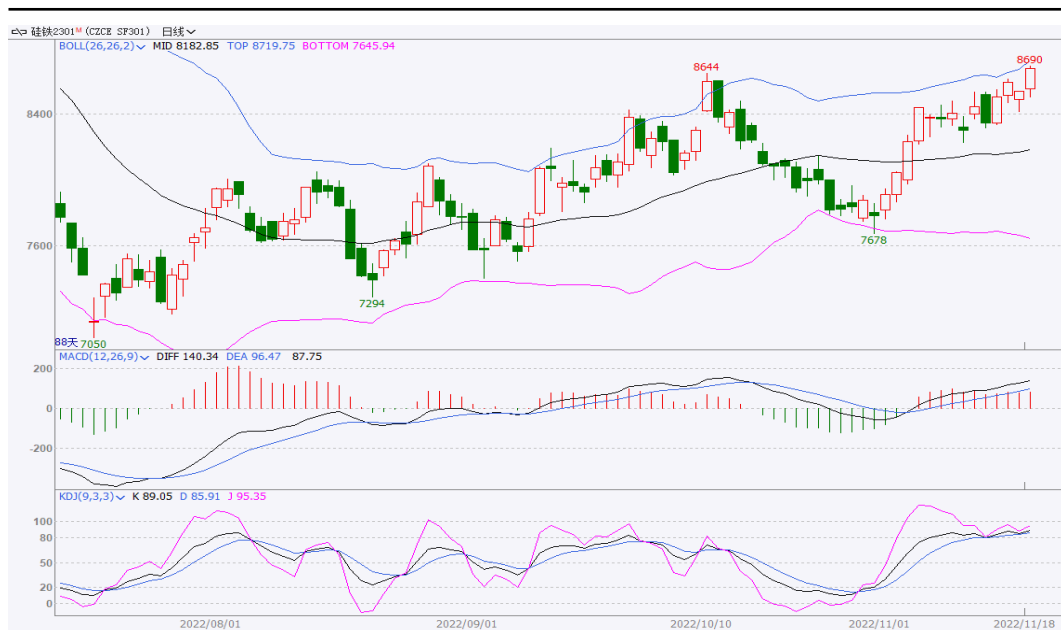 硅铁2301ᴹ (CZCE SF301) 日线
BOLL(26,26,2) MID 8182.85 TOP 8719.75 BOTTOM 7645.94
8690
8644
8400
7678
7600
7294
88天 7050
MACD(12,26,9) DIFF 140.34 DEA 96.47 87.75
200
0
-200
KDJ(9,3,3) K 89.05 D 85.91 J 95.35
100
80
50
20
0
2022/08/01 2022/09/01 2022/10/10 2022/11/01 2022/11/18